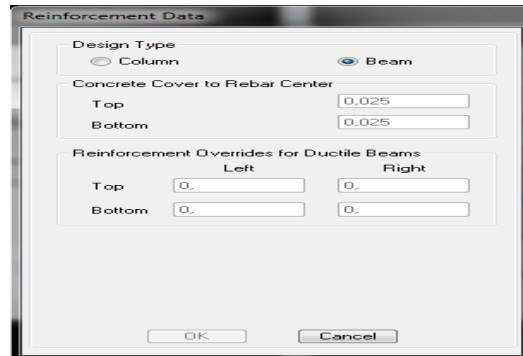 Reinforcement Data
Design Type
Column Beam
Concrete Cover to Rebar Center
Top 0,025
Bottom 0,025
Reinforcement Overrides for Ductile Beams
Left Right
Top 0, 0,
Bottom 0, 0,
OK Cancel